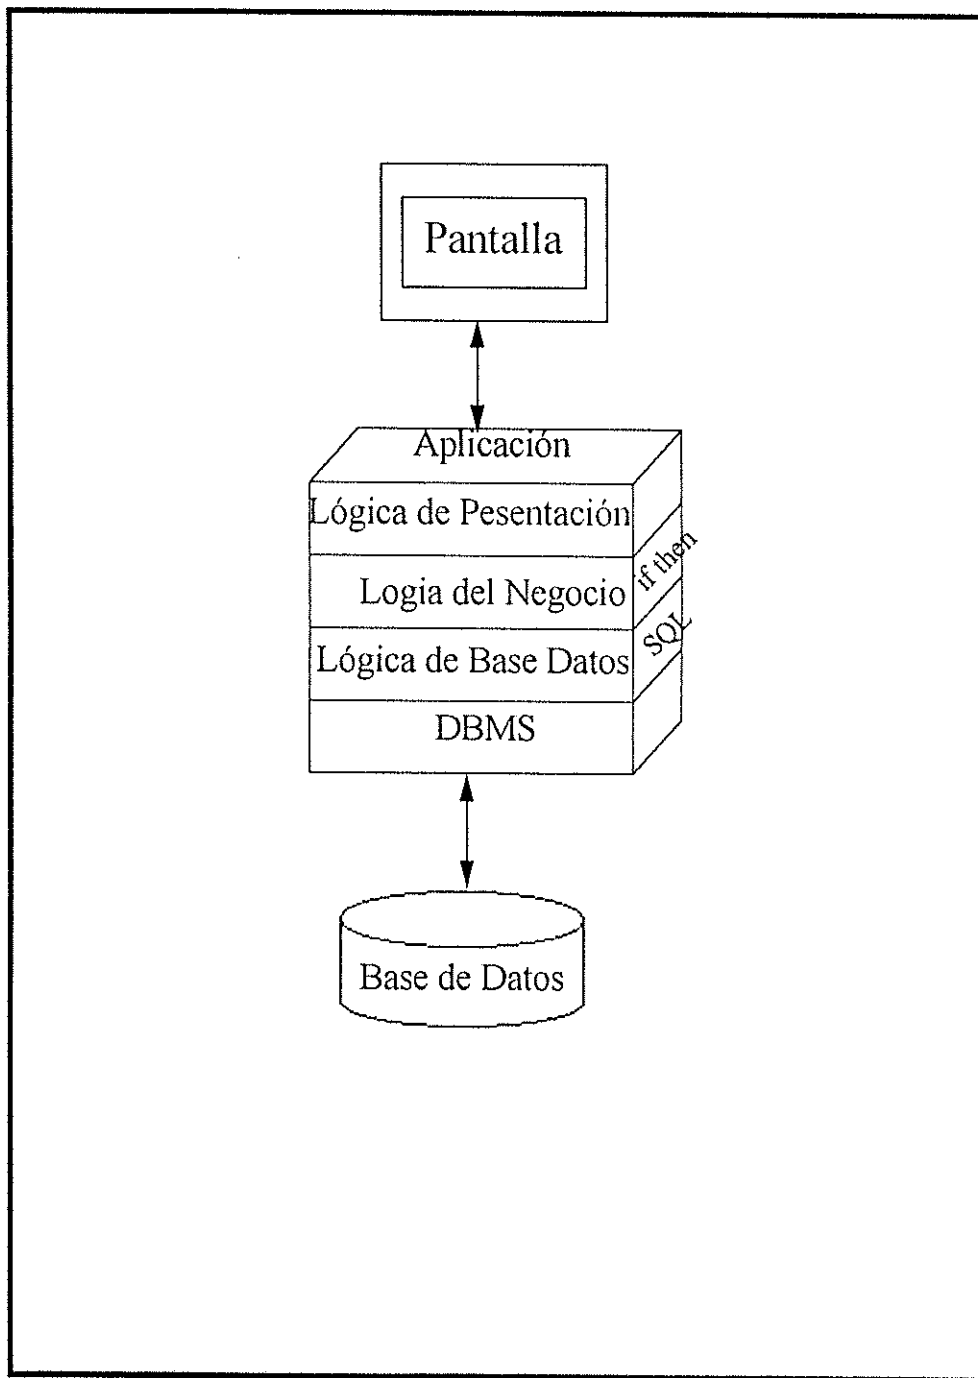 Pantalla
Aplicación
Lógica de Pesentación
Logia del Negocio
if then
Lógica de Base Datos
SQL
DBMS
Base de Datos